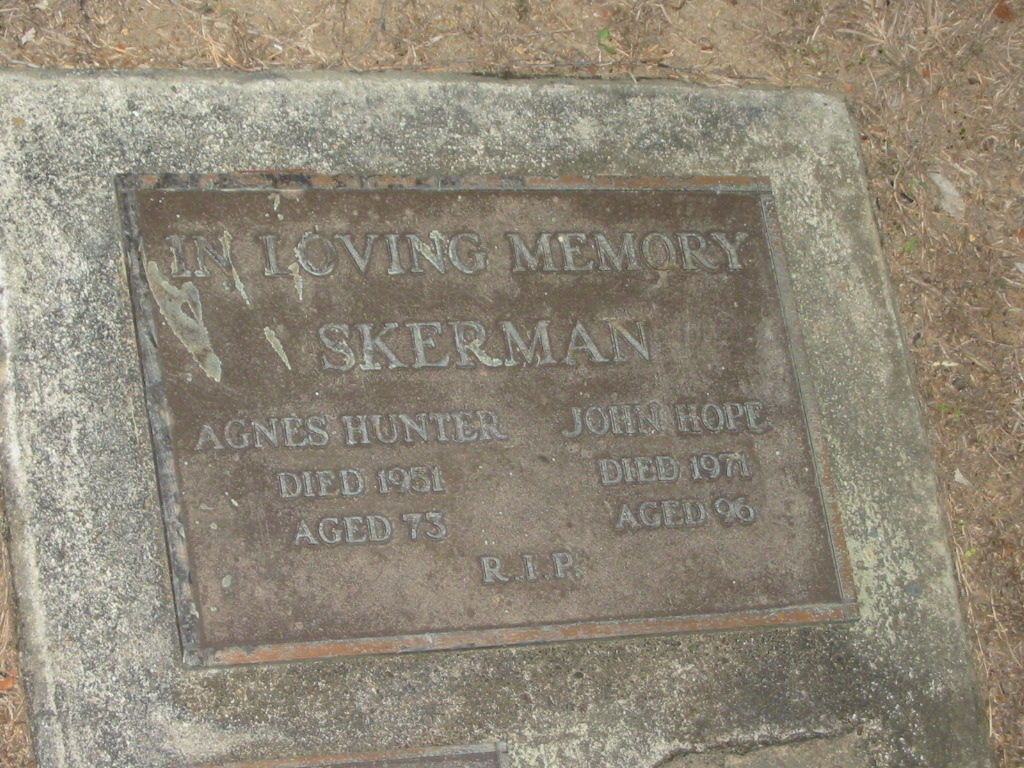 IN LOVING MEMORY
SKERMAN
AGNES HUNTER
DIED 1951
AGED 73
JOHN HOPE
DIED 1971
AGED 96
R.I.P.